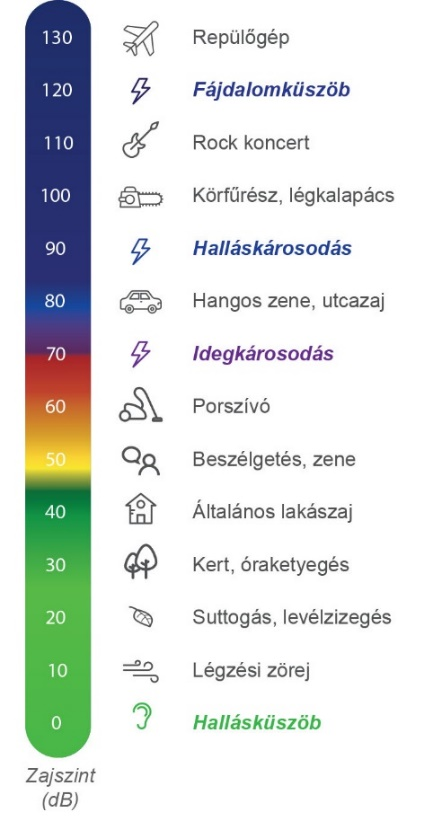 130 Repülőgép
120 Fájdalomküszöb
110 Rock koncert
100 Körfűrész, légkalapács
90 Halláskárosodás
80 Hangos zene, utcazaj
70 Idegkárosodás
60 Porszívó
50 Beszélgetés, zene
40 Általános lakászaj
30 Kert, óraketyegés
20 Suttogás, levélzizegés
10 Légzési zörej
0 Hallásküszöb
Zajszint
(dB)